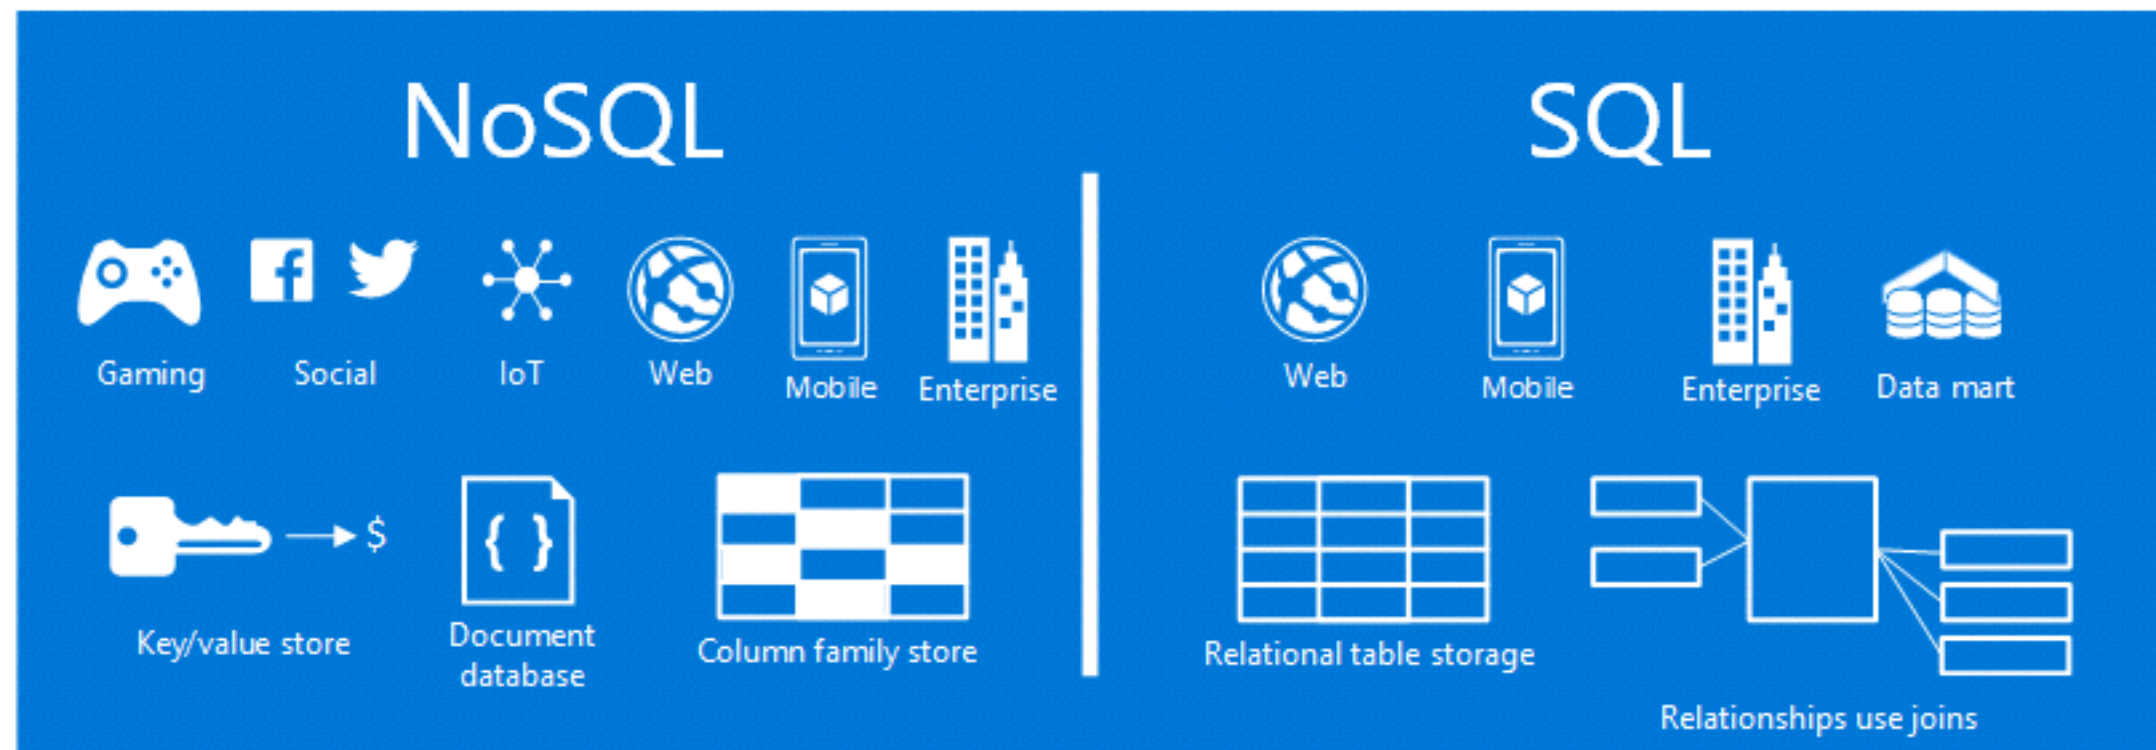 NoSQL
Gaming
Social
IoT
Web
Mobile
Enterprise
$
{ }
Key/value store
Document
database
Column family store
SQL
Web
Mobile
Enterprise
Data mart
Relational table storage
Relationships use joins